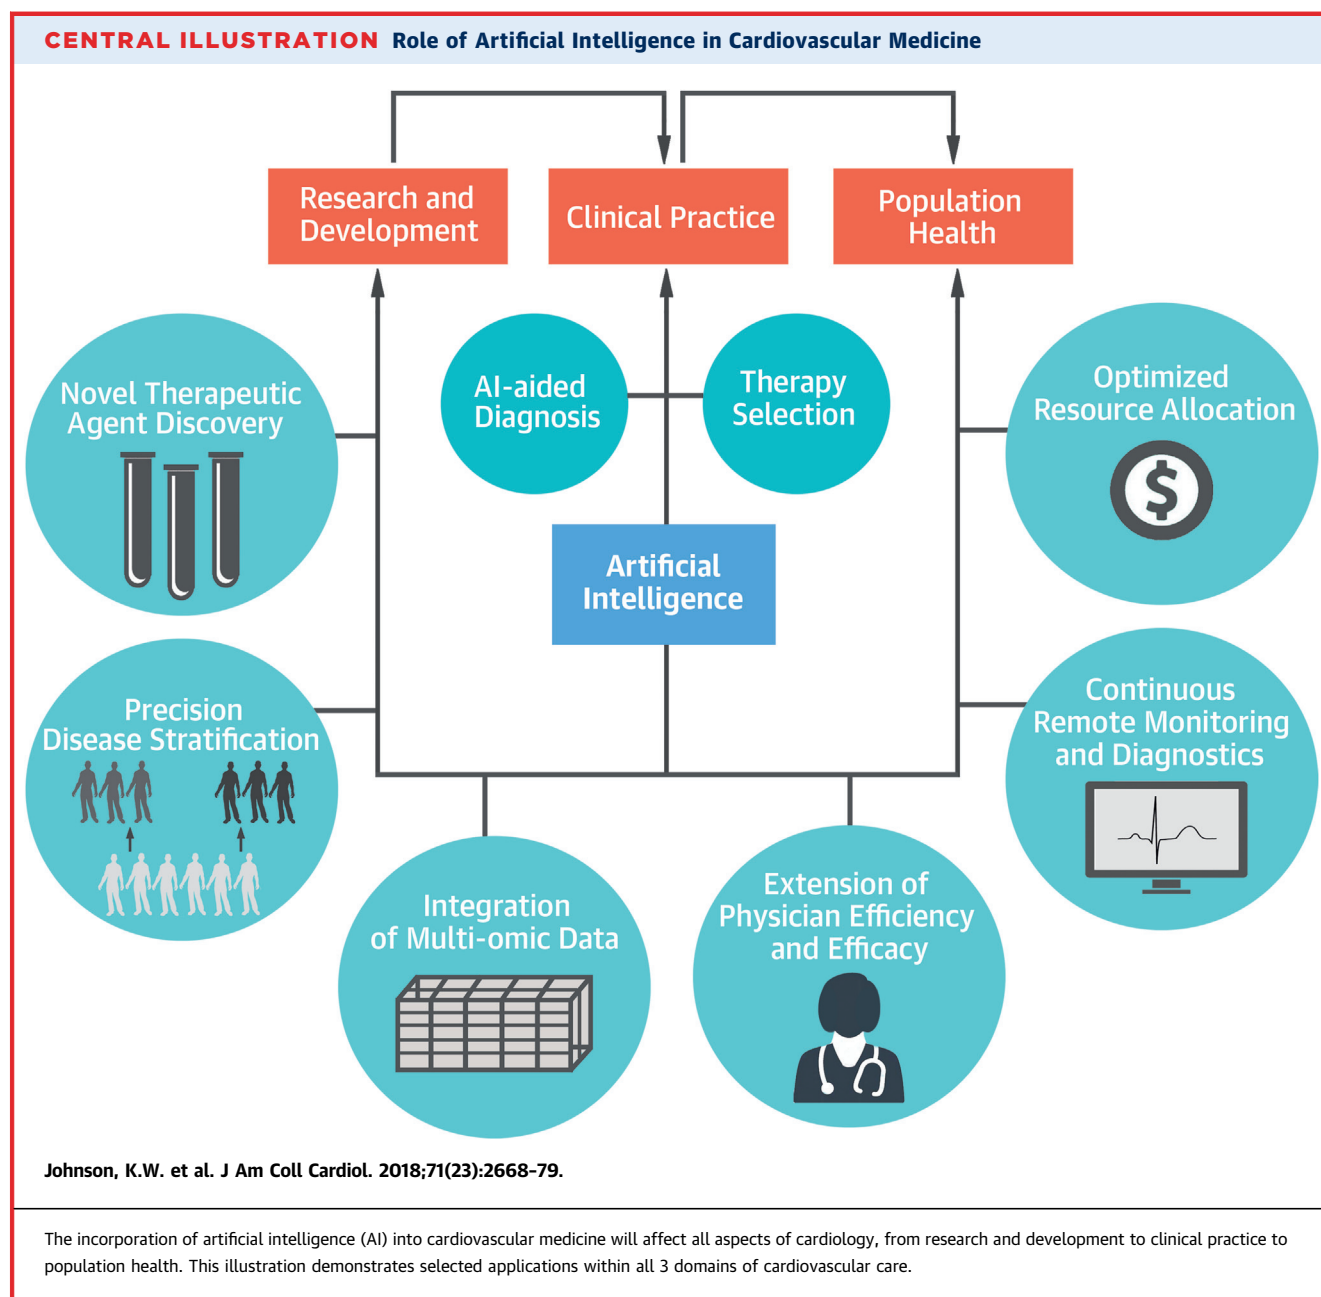 CENTRAL ILLUSTRATION Role of Artificial Intelligence in Cardiovascular Medicine
Research and
Development
Clinical Practice
Population
Health
Novel Therapeutic
Agent Discovery
AI-aided
Diagnosis
Therapy
Selection
Optimized
Resource Allocation
$
Artificial
Intelligence
Precision
Disease Stratification
Continuous
Remote Monitoring
and Diagnostics
Integration
of Multi-omic Data
Extension of
Physician Efficiency
and Efficacy
Johnson, K.W. et al. J Am Coll Cardiol. 2018;71(23):2668–79.
The incorporation of artificial intelligence (AI) into cardiovascular medicine will affect all aspects of cardiology, from research and development to clinical practice to
population health. This illustration demonstrates selected applications within all 3 domains of cardiovascular care.